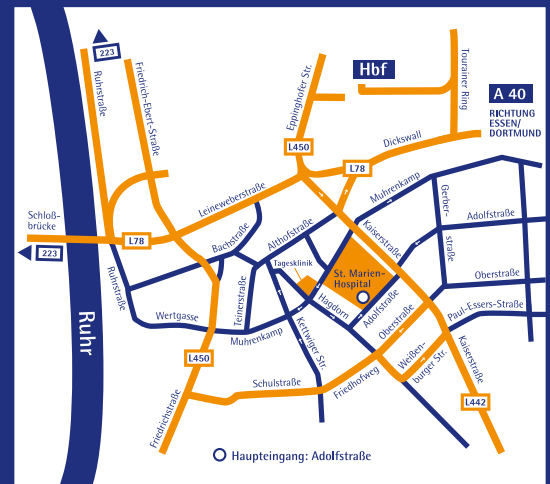 223
Ruhrstraße
Friedrich-Ebert-Straße
Eppinghofer Str.
Hbf
Tourainer Ring
A 40
RICHTUNG
ESSEN/
DORTMUND
L450
Dickswall
L78
Leineweberstraße
Muhrenkamp
Gerber-
straße
Schloß-
brücke
L78
223
Bachstraße
Althofstraße
Kaiserstraße
Adolfstraße
Tagesklinik
St. Marien-
Hospital
Oberstraße
Ruhrstraße
Ruhr
Wertgasse
Teinerstraße
Muhrenkamp
Hagdorn
Adolfstraße
Paul-Essers-Straße
Kettwiger Str.
Oberstraße
L450
Weißen-
burger Str.
Kaiserstraße
Schulstraße
Friedhofweg
Friedrichstraße
L442
Haupteingang: Adolfstraße